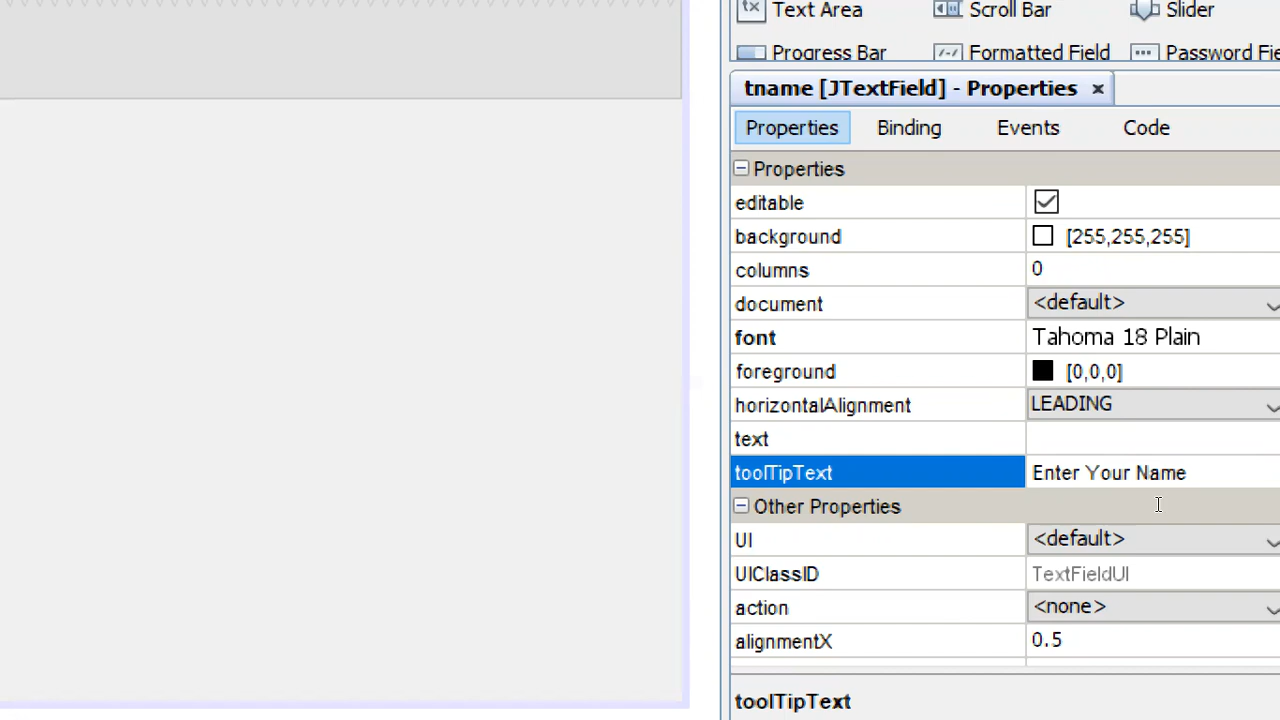 Text Area Scroll Bar Slider
Progress Bar Formatted Field Password Fie
tname [JTextField] - Properties ×
Properties Binding Events Code
Properties
editable
background [255,255,255]
columns 0
document <default>
font Tahoma 18 Plain
foreground [0,0,0]
horizontalAlignment LEADING
text
toolTipText Enter Your Name
Other Properties
UI <default>
UIClassID TextFieldUI
action <none>
alignmentX 0.5
toolTipText